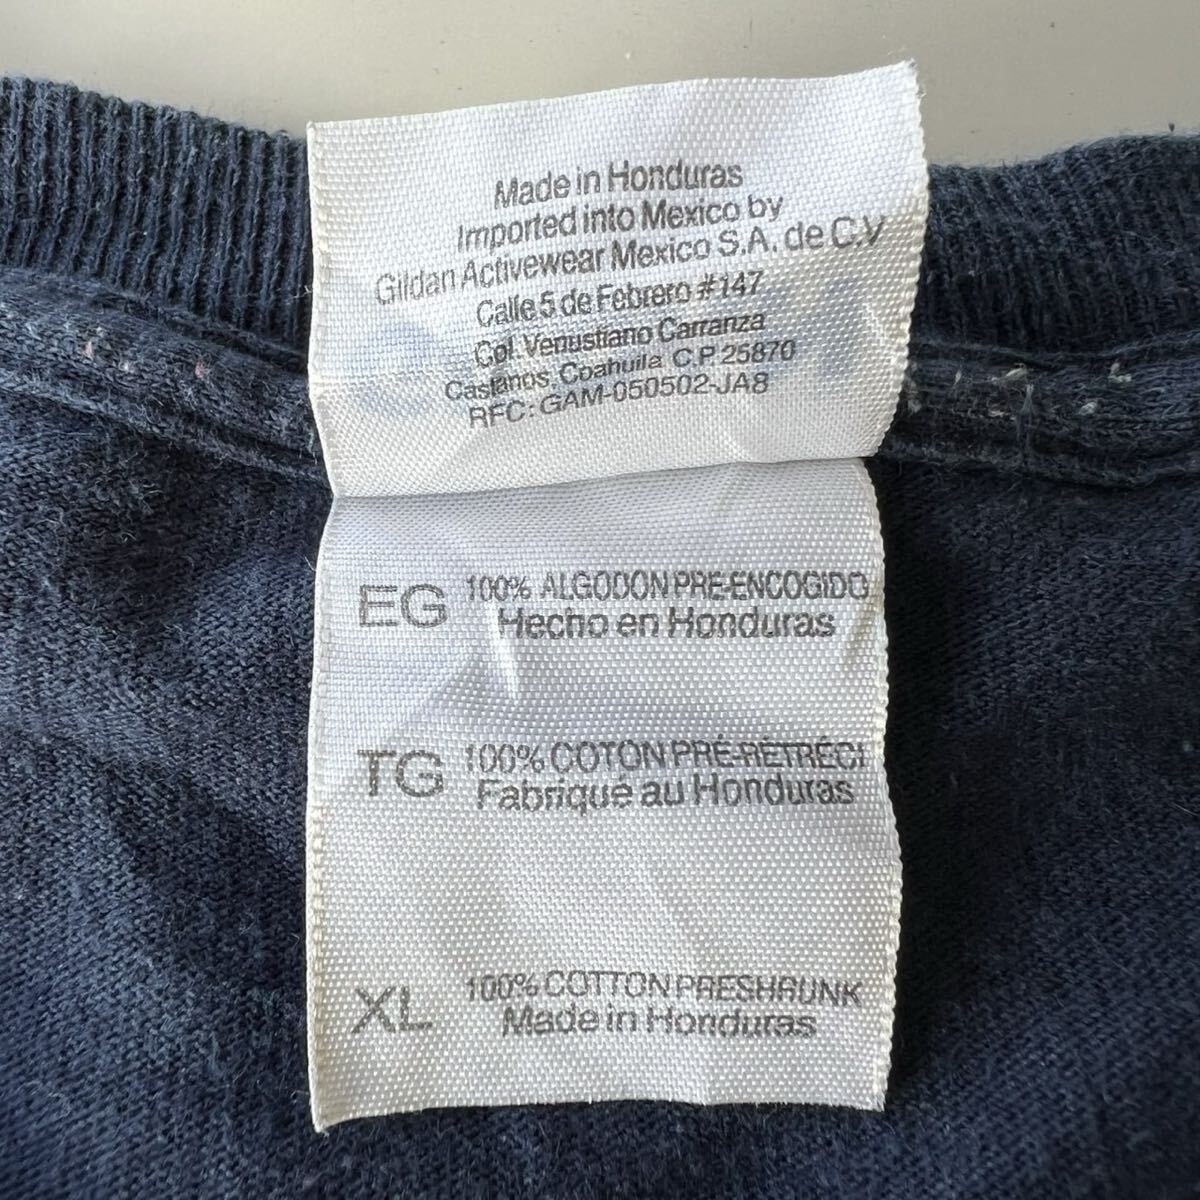 Made in Honduras
Imported into Mexico by
Gildan Activewear Mexico S.A. de C.V
Calle 5 de Febrero #147
Col. Venustiano Carranza
Castanos, Coahuila C.P. 25870
RFC: GAM-050502-JA8
EG 100% ALGODON PRE-ENCOGIDO
Hecho en Honduras
TG 100% COTON PRÉ-RÉTRÉCI
Fabriqué au Honduras
XL 100% COTTON PRESHRUNK
Made in Honduras